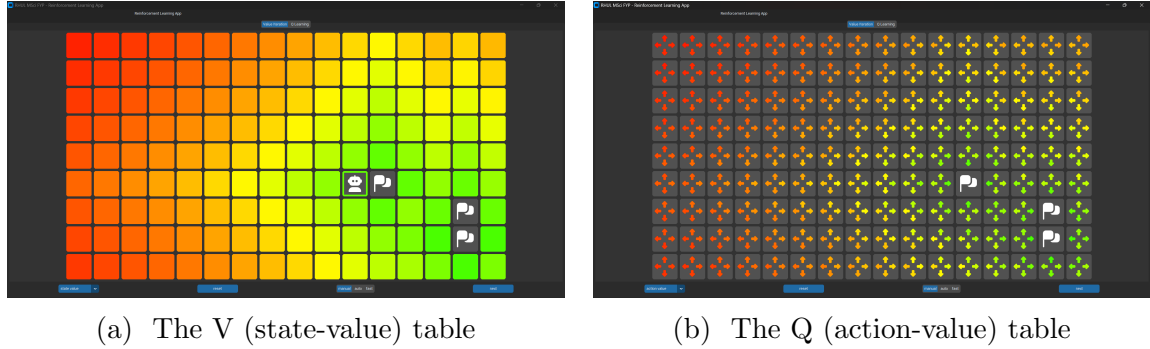 RHUL MSci FYP - Reinforcement Learning App
Reinforcement Learning App
Value Iteration Q Learning
state value
reset
manual auto fast
next
(a) The V (state-value) table
RHUL MSci FYP - Reinforcement Learning App
Reinforcement Learning App
Value Iteration Q Learning
action-value
reset
manual auto fast
next
(b) The Q (action-value) table